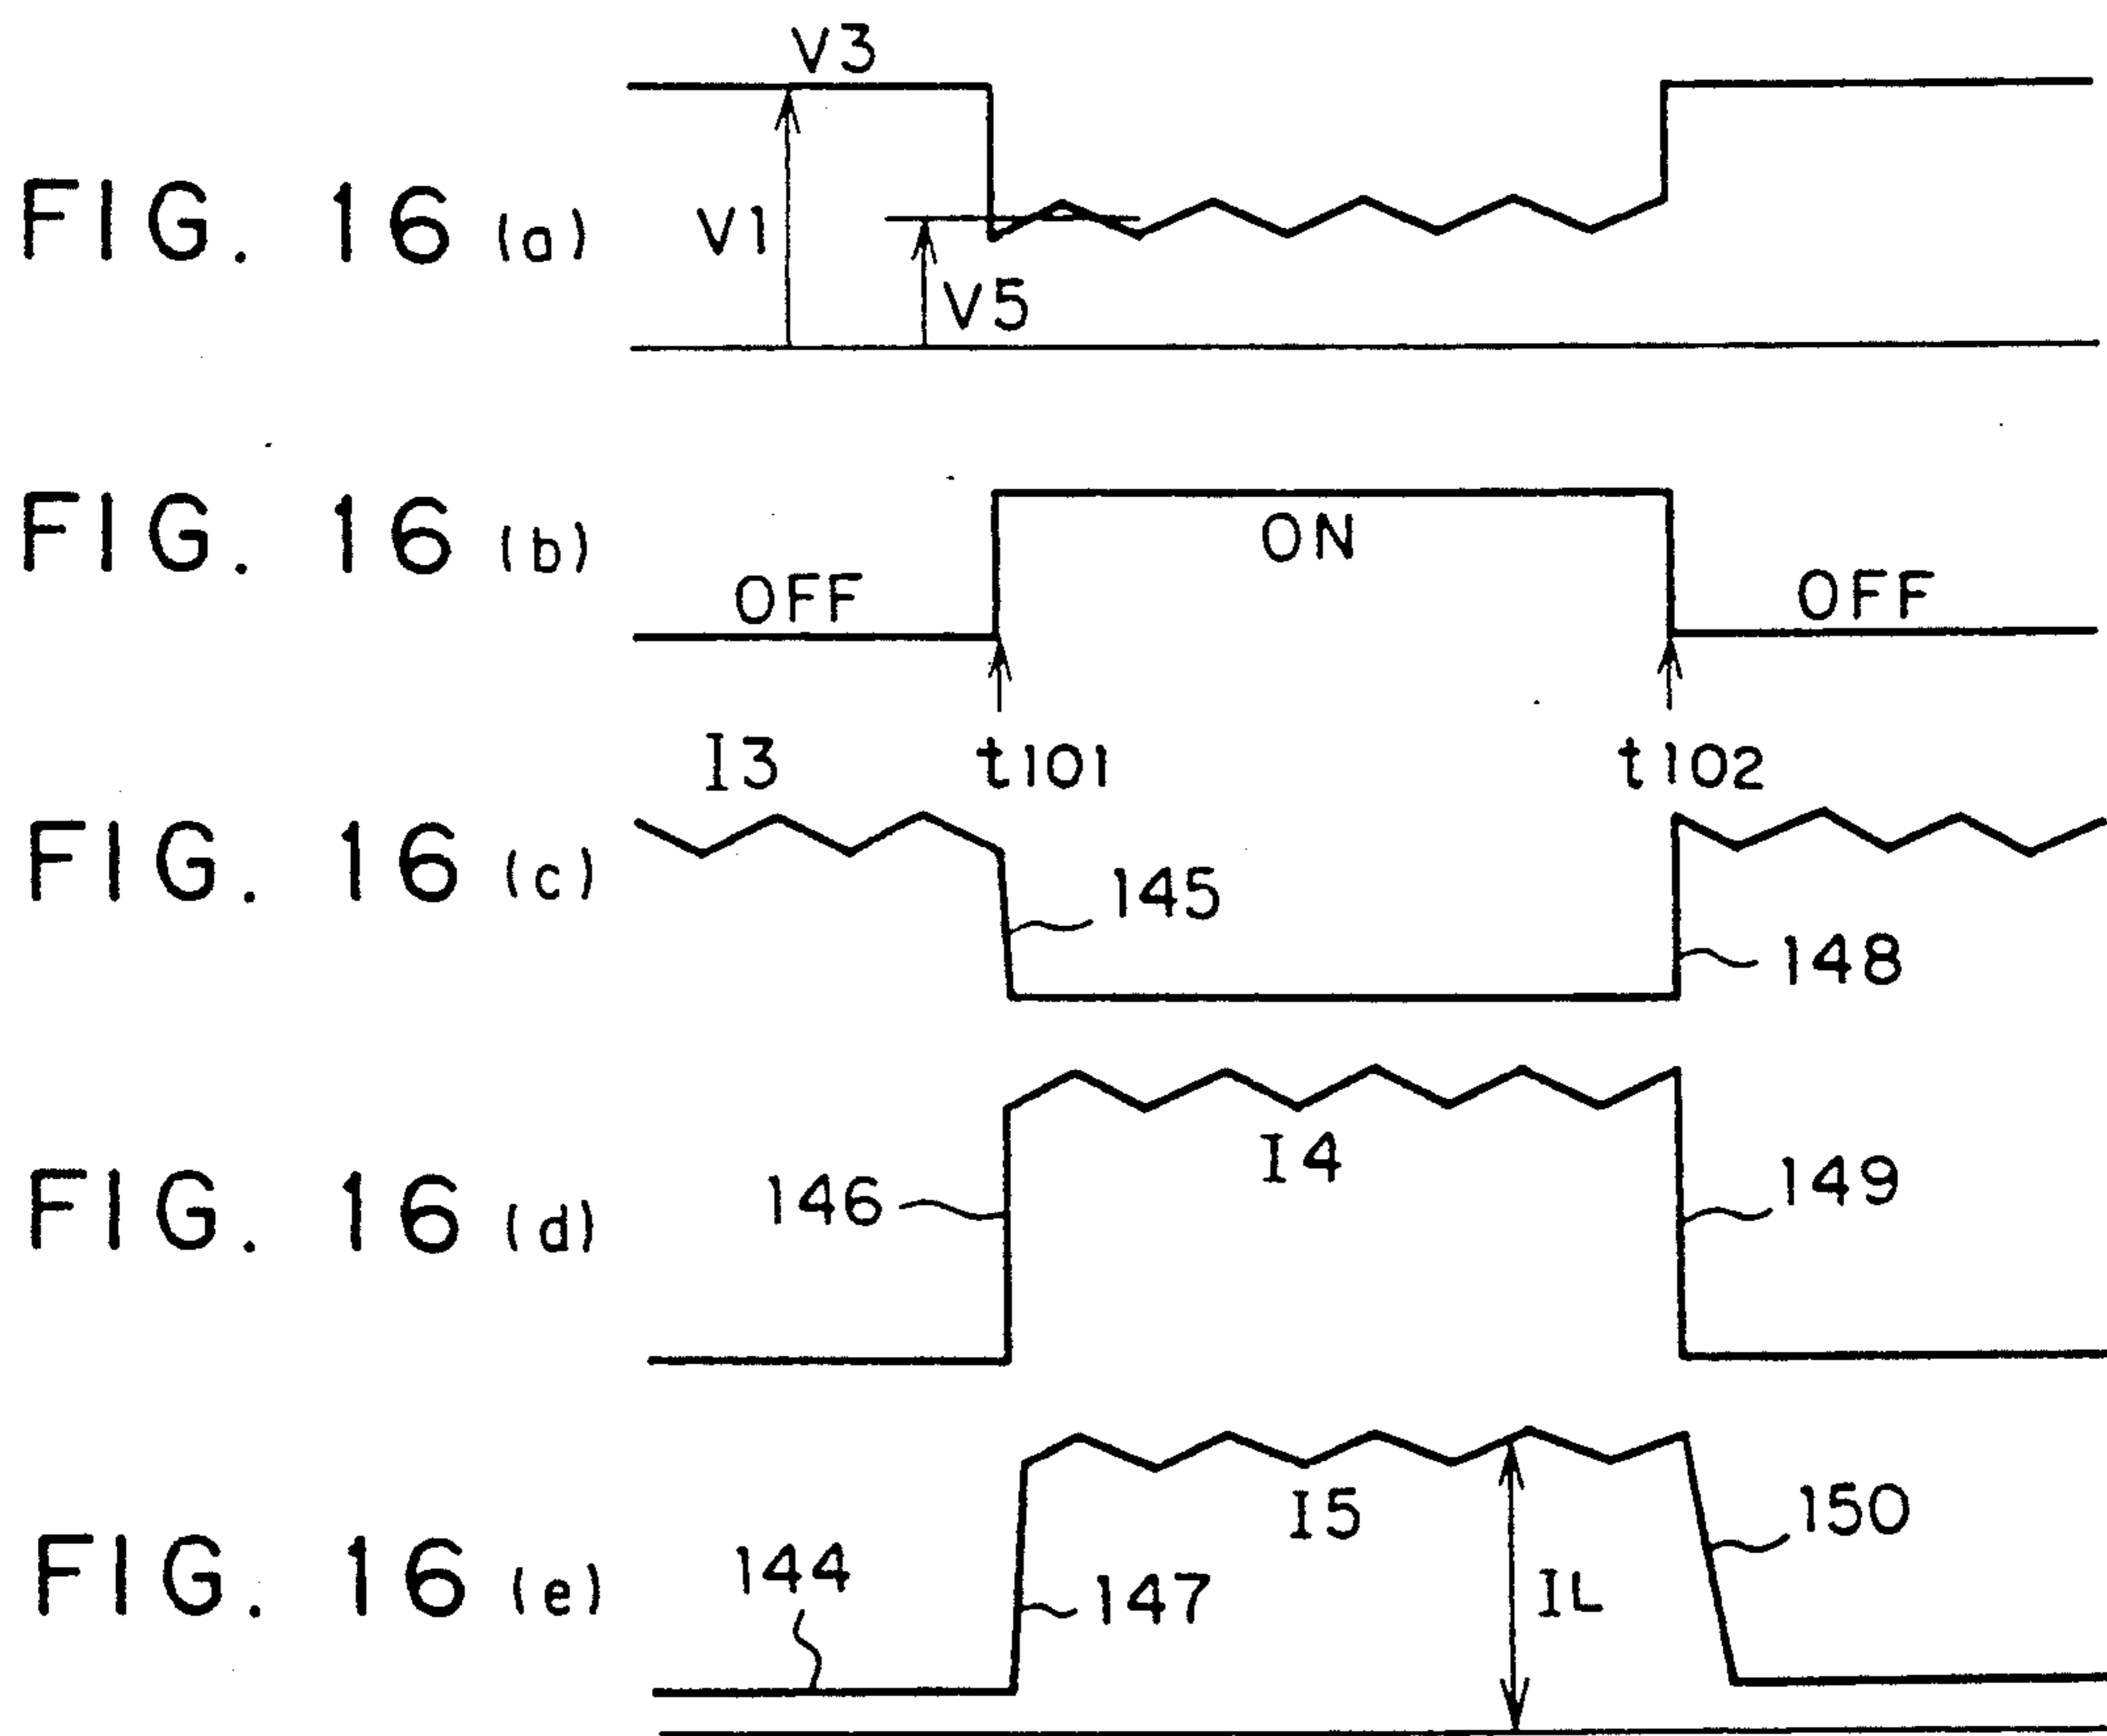 FIG. 16 (a)
V3
V1
V5
FIG. 16 (b)
OFF
ON
OFF
t101
t102
FIG. 16 (c)
I3
145
148
FIG. 16 (d)
146
I4
149
FIG. 16 (e)
144
147
I5
IL
150